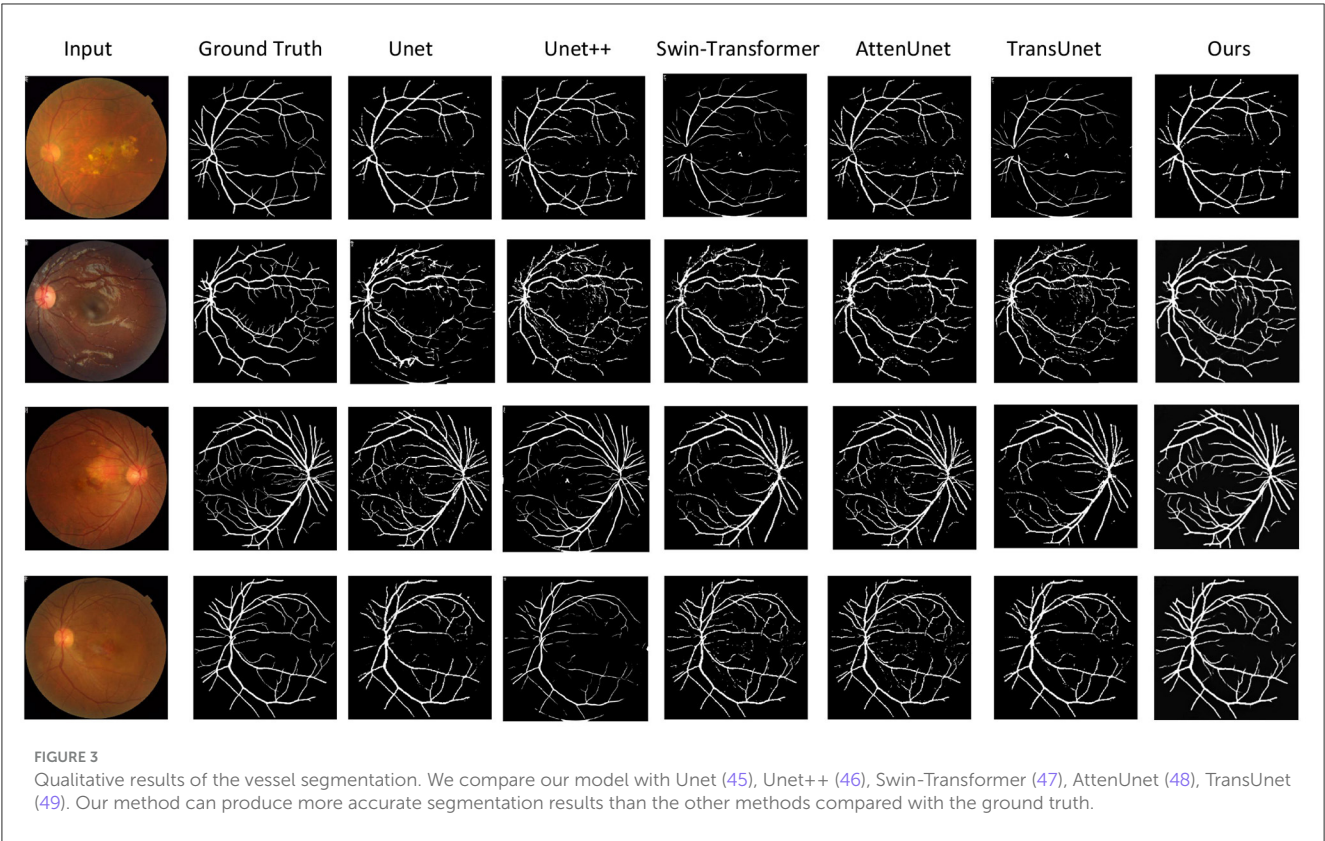 Input Ground Truth Unet Unet++ Swin-Transformer AttenUnet TransUnet Ours
FIGURE 3
Qualitative results of the vessel segmentation. We compare our model with Unet (45), Unet++ (46), Swin-Transformer (47), AttenUnet (48), TransUnet
(49). Our method can produce more accurate segmentation results than the other methods compared with the ground truth.